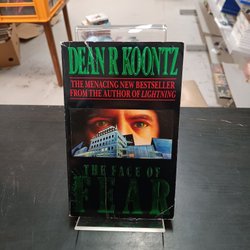 DEAN R KOONTZ
THE MENACING NEW BESTSELLER
FROM THE AUTHOR OF LIGHTNING
THE FACE OF
FEAR